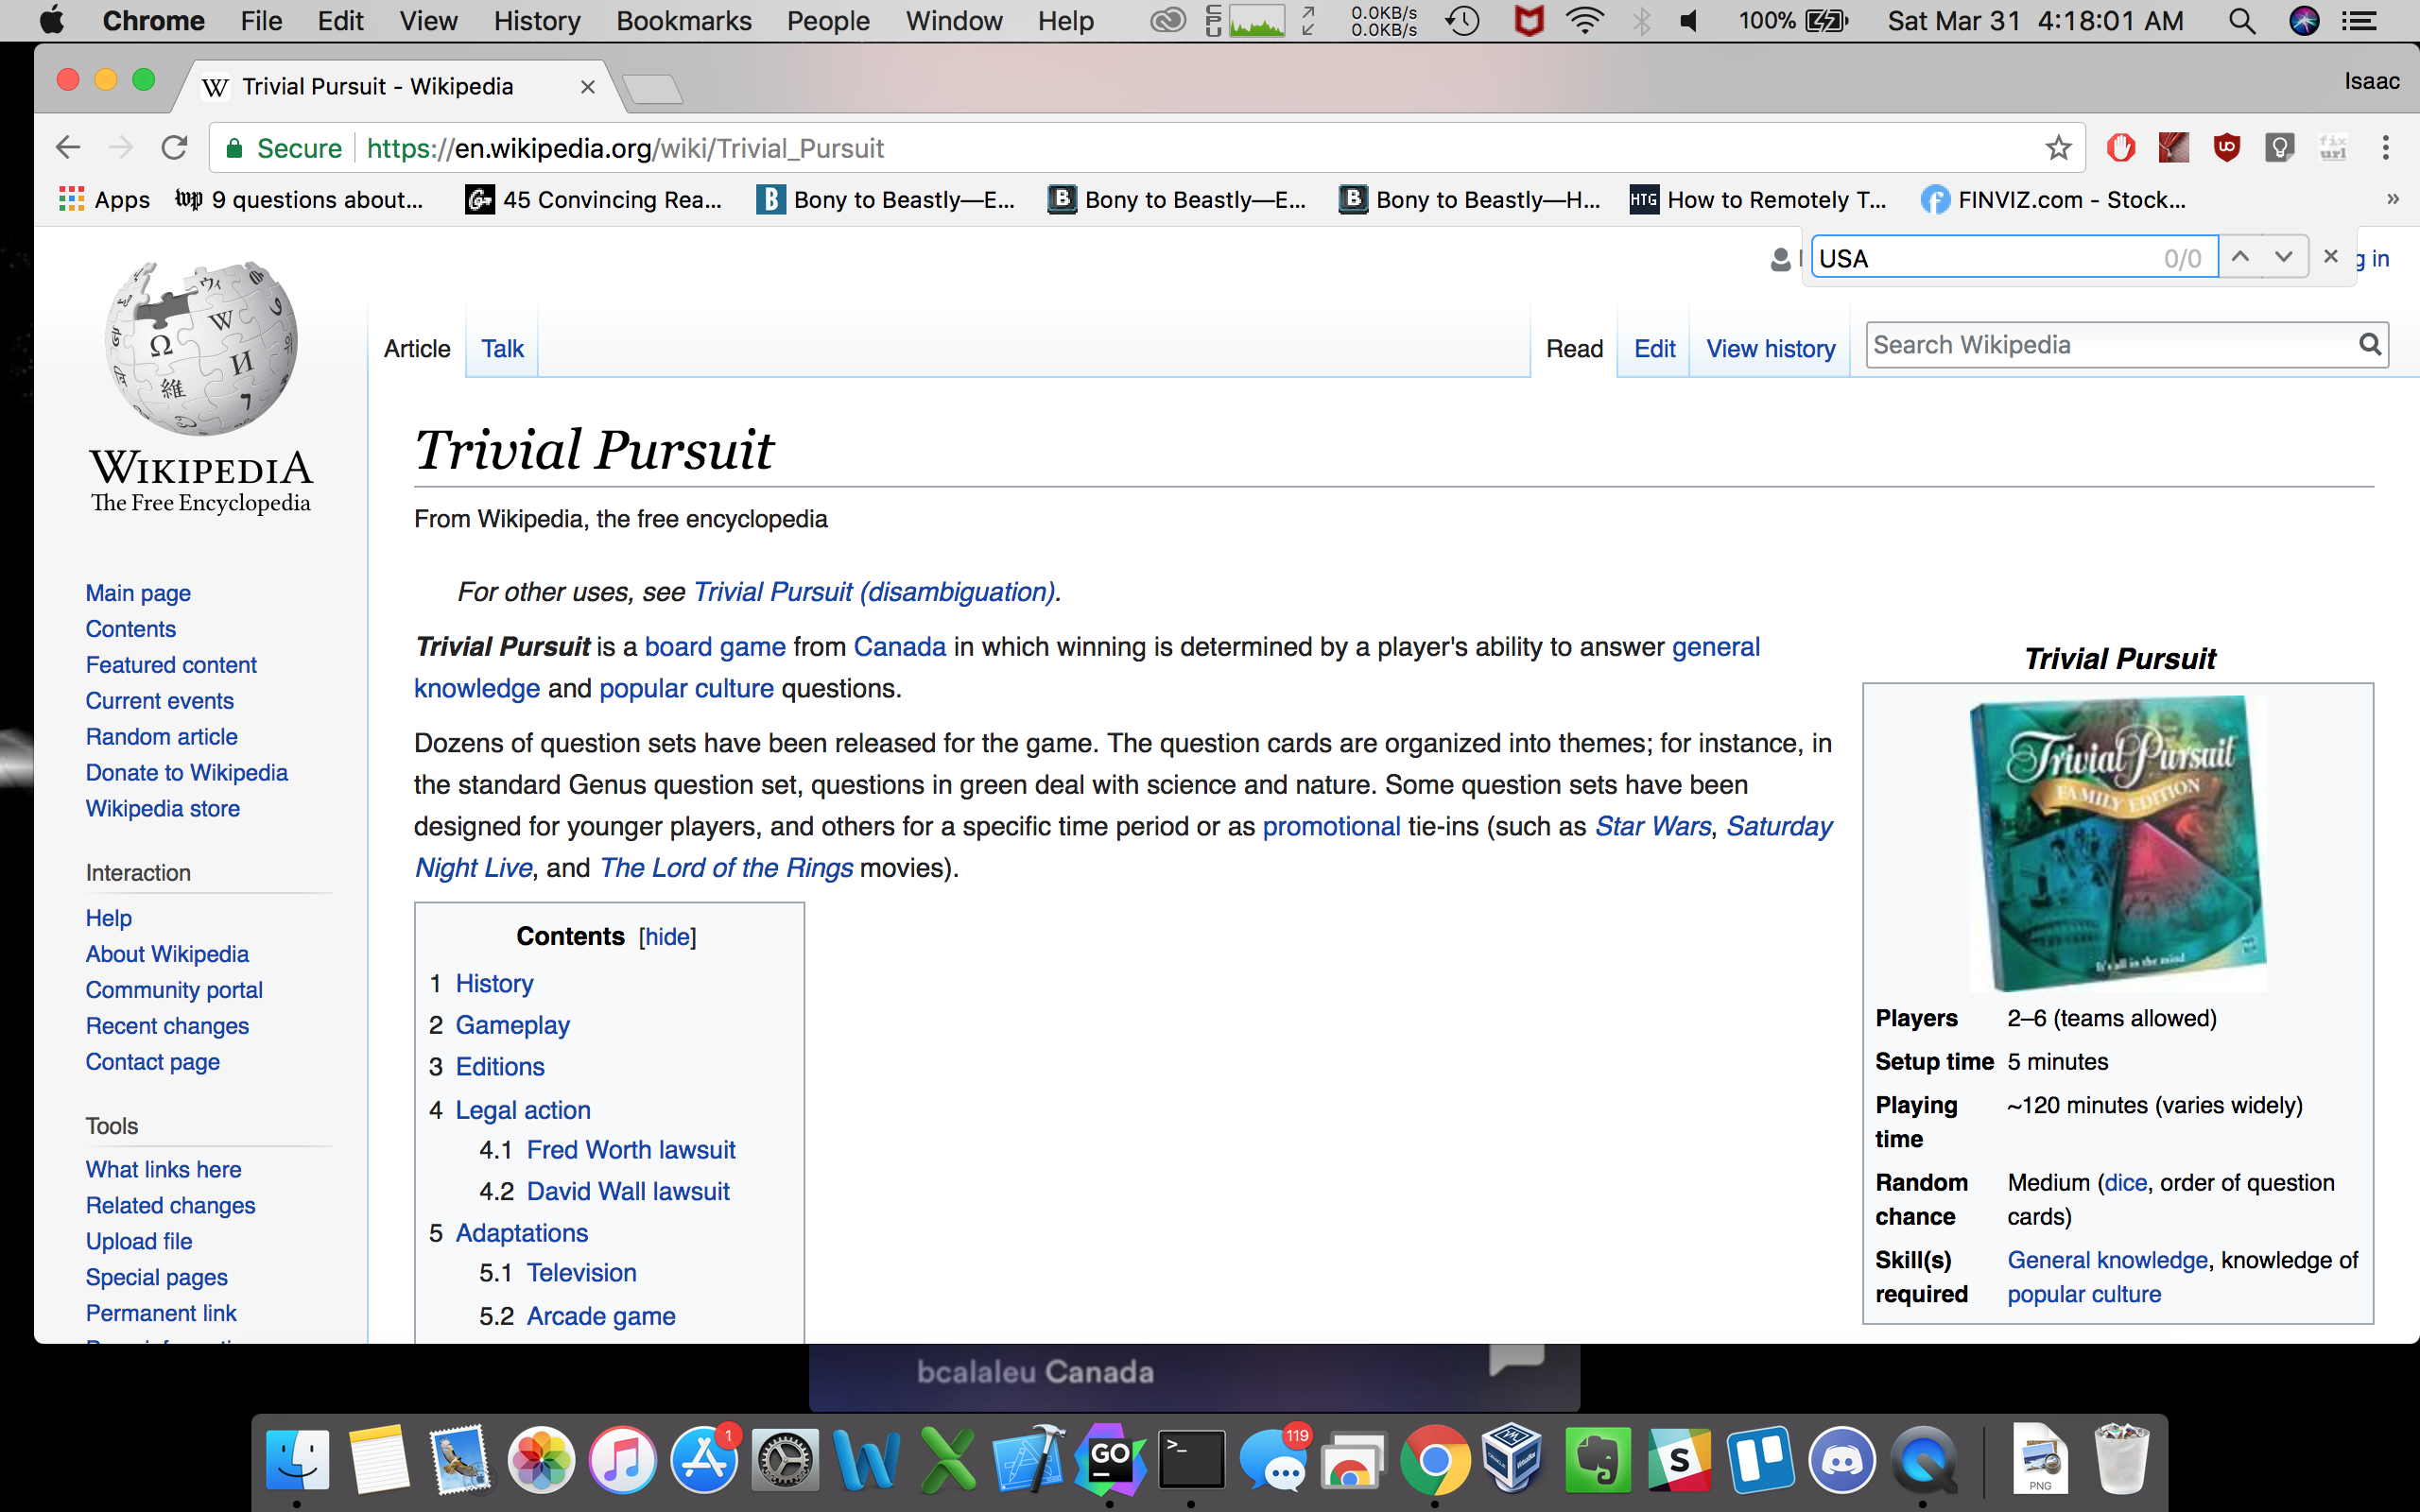 Chrome File Edit View History Bookmarks People Window Help CPU 0.0KB/s 0.0KB/s 100% Sat Mar 31 4:18:01 AM
Trivial Pursuit - Wikipedia Isaac
Secure https://en.wikipedia.org/wiki/Trivial_Pursuit fix url
Apps wp 9 questions about... G 45 Convincing Rea... B Bony to Beastly—E... B Bony to Beastly—E... B Bony to Beastly—H... HTG How to Remotely T... f FINVIZ.com - Stock... »
USA 0/0 g in
WIKIPEDIA
The Free Encyclopedia
Article Talk Read Edit View history Search Wikipedia
Trivial Pursuit
From Wikipedia, the free encyclopedia
For other uses, see Trivial Pursuit (disambiguation).
Trivial Pursuit is a board game from Canada in which winning is determined by a player's ability to answer general
knowledge and popular culture questions.
Dozens of question sets have been released for the game. The question cards are organized into themes; for instance, in
the standard Genus question set, questions in green deal with science and nature. Some question sets have been
designed for younger players, and others for a specific time period or as promotional tie-ins (such as Star Wars, Saturday
Night Live, and The Lord of the Rings movies).
Contents [hide]
1 History
2 Gameplay
3 Editions
4 Legal action
4.1 Fred Worth lawsuit
4.2 David Wall lawsuit
5 Adaptations
5.1 Television
5.2 Arcade game
Trivial Pursuit
Trivial Pursuit
FAMILY EDITION
It's all in the mind
Players 2–6 (teams allowed)
Setup time 5 minutes
Playing ~120 minutes (varies widely)
time
Random Medium (dice, order of question
chance cards)
Skill(s) General knowledge, knowledge of
required popular culture
Main page
Contents
Featured content
Current events
Random article
Donate to Wikipedia
Wikipedia store
Interaction
Help
About Wikipedia
Community portal
Recent changes
Contact page
Tools
What links here
Related changes
Upload file
Special pages
Permanent link
bcalaleu Canada
1 GO 119 S PNG